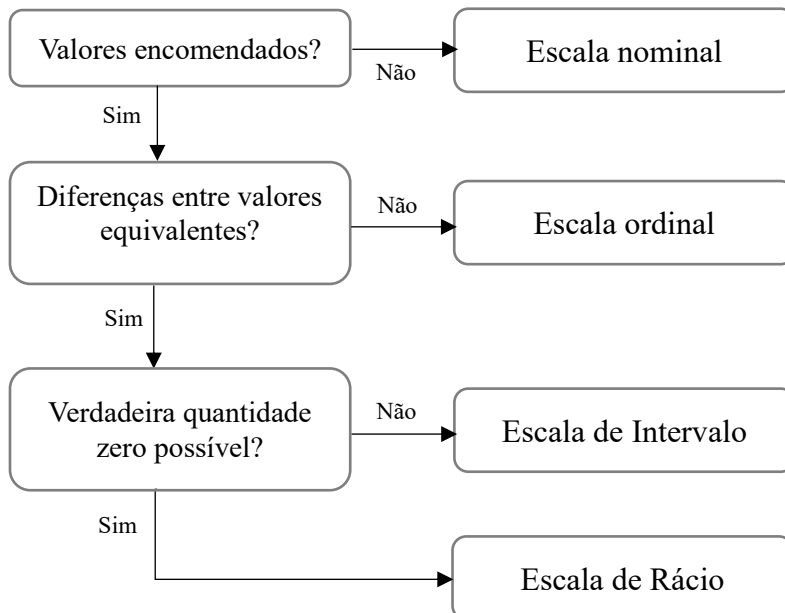 Valores encomendados?
Não
Escala nominal
Sim
Diferenças entre valores
equivalentes?
Não
Escala ordinal
Sim
Verdadeira quantidade
zero possível?
Não
Escala de Intervalo
Sim
Escala de Rácio